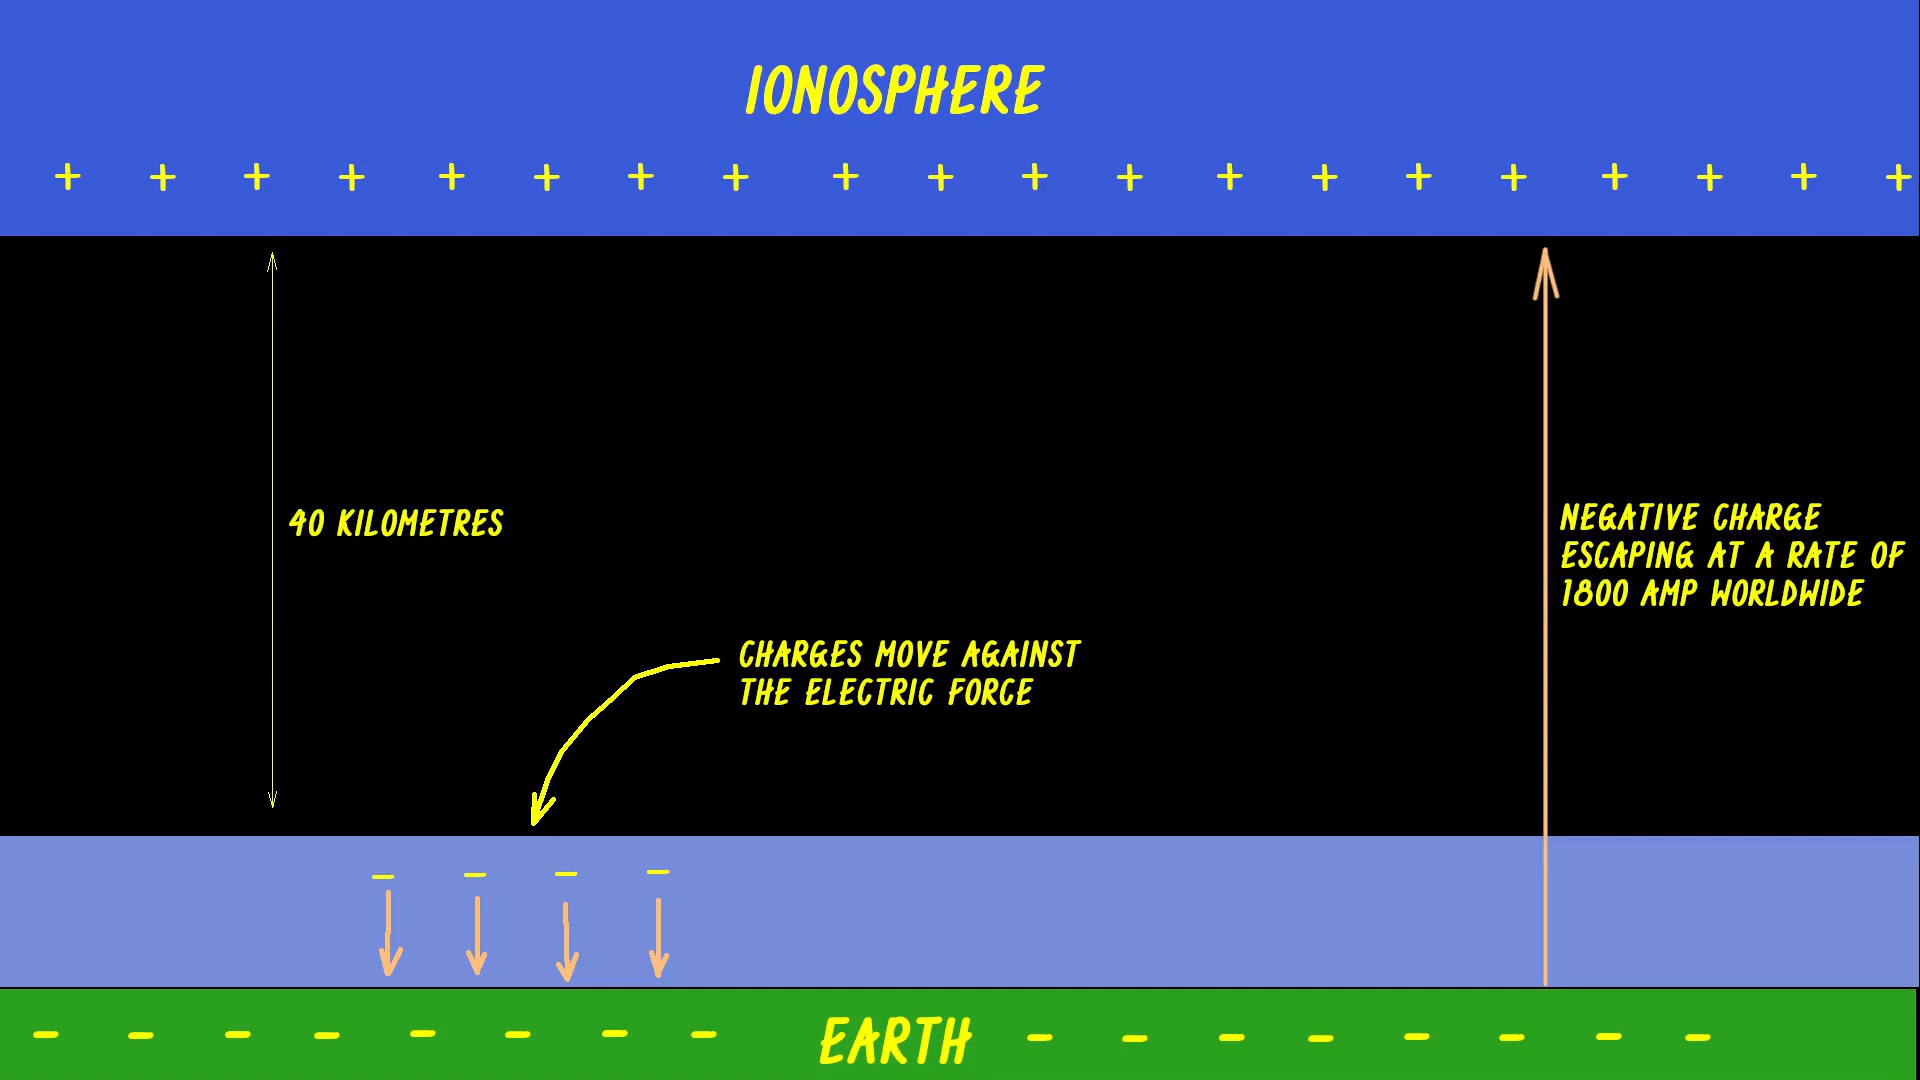 IONOSPHERE
+ + + + + + + + + + + + + + + + + + + +
40 KILOMETRES
NEGATIVE CHARGE
ESCAPING AT A RATE OF
1800 AMP WORLDWIDE
CHARGES MOVE AGAINST
THE ELECTRIC FORCE
- - - -
- - - - - - - - EARTH - - - - - - - -